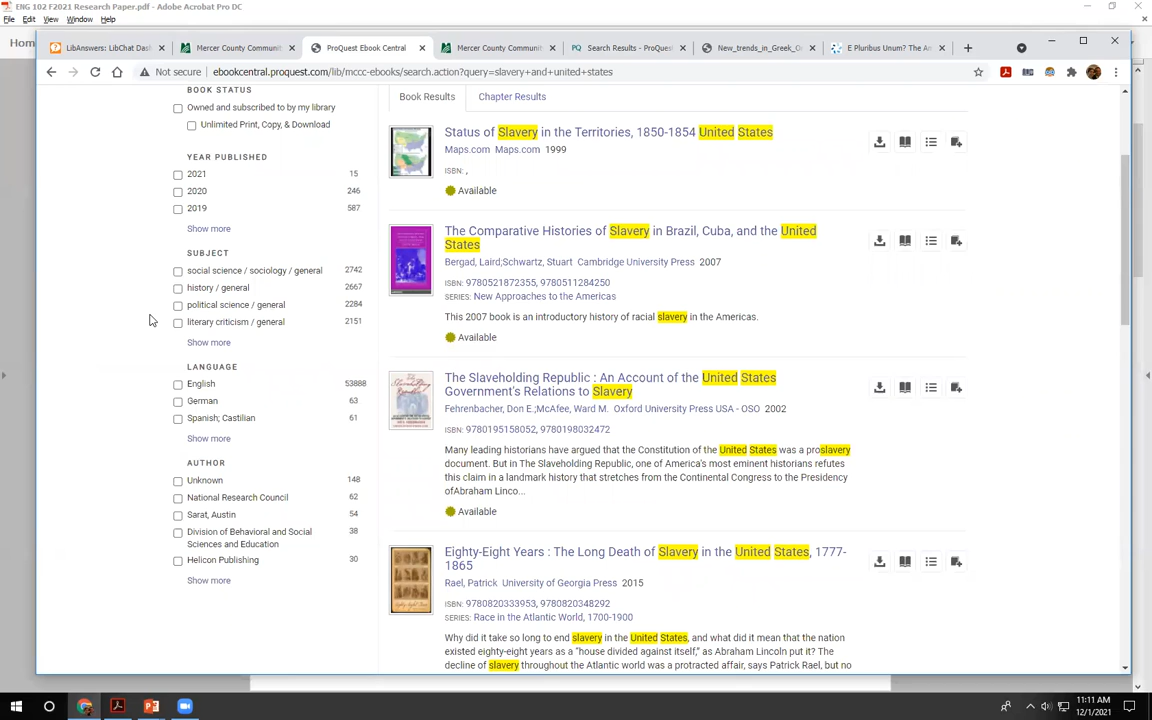 ENG 102 F2021 Research Paper.pdf - Adobe Acrobat Pro DC
File Edit View Window Help
Hom
LibAnswers: LibChat Das
Mercer County Communi
ProQuest Ebook Central
Mercer County Communi
PQ Search Results - ProQues
New_trends_in_Greek_O
E Pluribus Unum? The An
Not secure ebookcentral.proquest.com/lib/mccc-ebooks/search.action?query=slavery+and+united+states
BOOK STATUS
Owned and subscribed to by my library
Unlimited Print, Copy, & Download
YEAR PUBLISHED
2021 15
2020 246
2019 587
Show more
SUBJECT
social science / sociology / general 2742
history / general 2667
political science / general 2284
literary criticism / general 2151
Show more
LANGUAGE
English 53888
German 63
Spanish; Castilian 61
Show more
AUTHOR
Unknown 148
National Research Council 62
Sarat, Austin 54
Division of Behavioral and Social 38
Sciences and Education
Helicon Publishing 30
Show more
Book Results Chapter Results
Status of Slavery in the Territories, 1850-1854 United States
Maps.com Maps.com 1999
ISBN: ,
Available
The Comparative Histories of Slavery in Brazil, Cuba, and the United
States
Bergad, Laird;Schwartz, Stuart Cambridge University Press 2007
ISBN: 9780521872355, 9780511284250
SERIES: New Approaches to the Americas
This 2007 book is an introductory history of racial slavery in the Americas.
Available
The Slaveholding Republic : An Account of the United States
Government's Relations to Slavery
Fehrenbacher, Don E.;McAfee, Ward M. Oxford University Press USA - OSO 2002
ISBN: 9780195158052, 9780198032472
Many leading historians have argued that the Constitution of the United States was a proslavery
document. But in The Slaveholding Republic, one of America's most eminent historians refutes
this claim in a landmark history that stretches from the Continental Congress to the Presidency
ofAbraham Linco...
Available
Eighty-Eight Years : The Long Death of Slavery in the United States, 1777-
1865
Rael, Patrick University of Georgia Press 2015
ISBN: 9780820333953, 9780820348292
SERIES: Race in the Atlantic World, 1700-1900
Why did it take so long to end slavery in the United States, and what did it mean that the nation
existed eighty-eight years as a "house divided against itself," as Abraham Lincoln put it? The
decline of slavery throughout the Atlantic world was a protracted affair, says Patrick Rael, but no
11:11 AM
12/1/2021